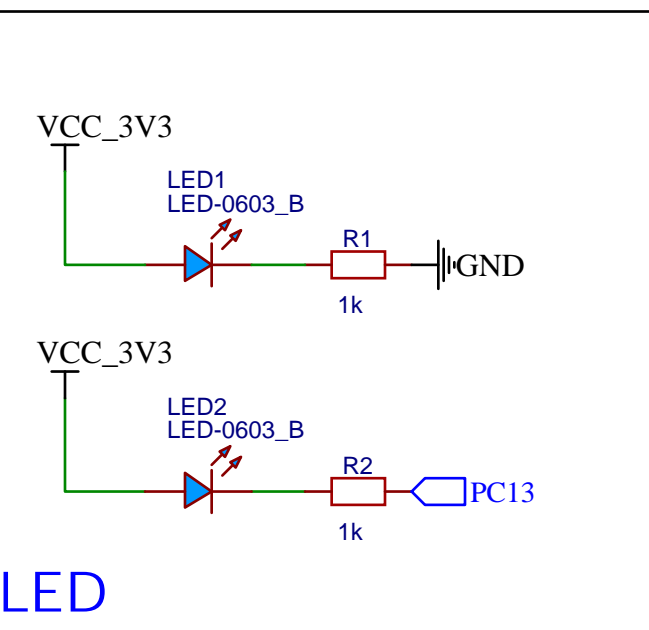 VCC_3V3
LED1
LED-0603_B
R1
GND
1k
VCC_3V3
LED2
LED-0603_B
R2
PC13
1k
LED